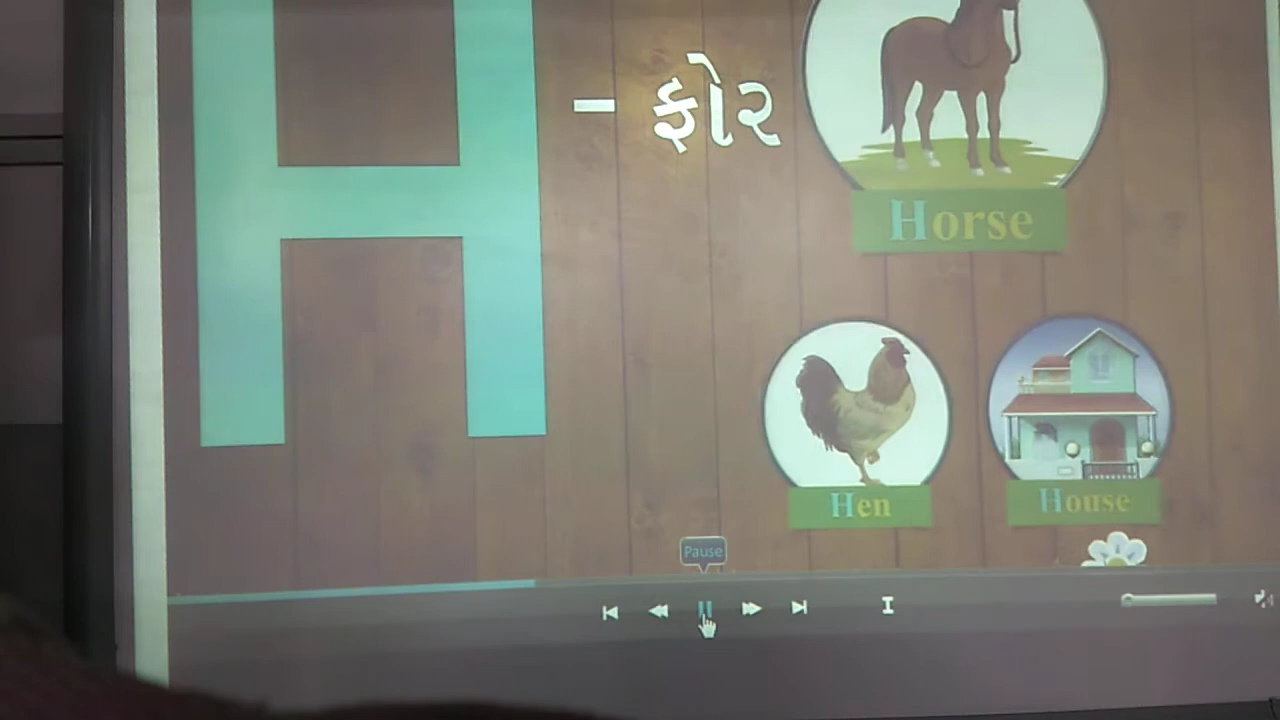 H - ફોર
Horse
Hen
House
Pause